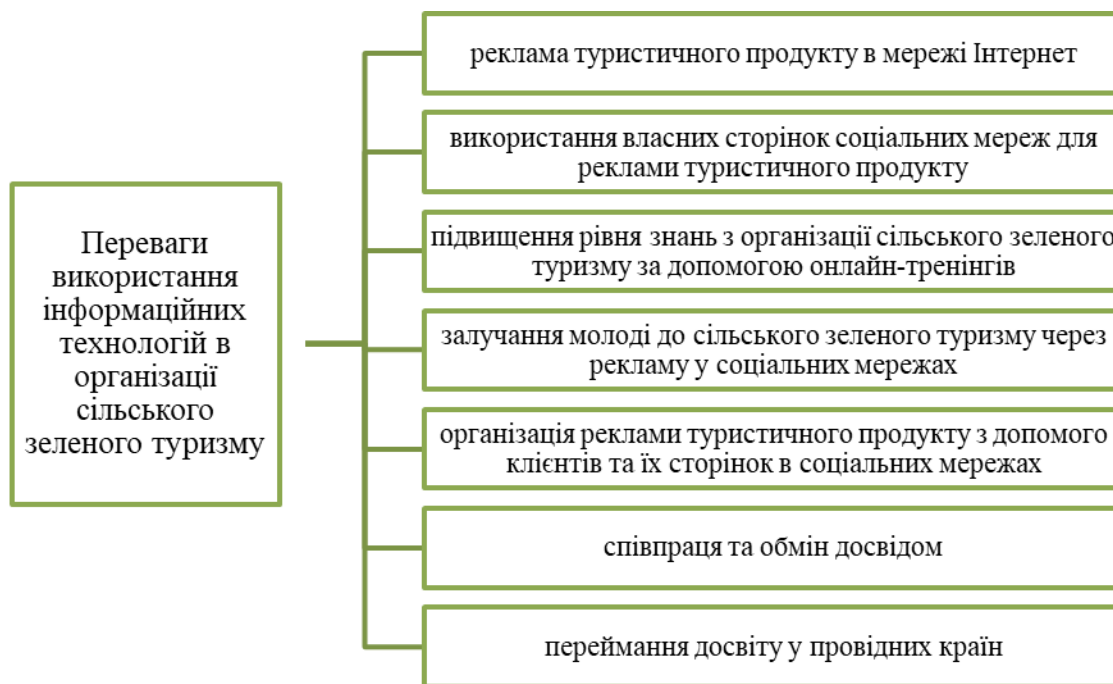 Переваги
використання
інформаційних
технологій в
організації
сільського
зеленого туризму
реклама туристичного продукту в мережі Інтернет
використання власних сторінок соціальних мереж для
реклами туристичного продукту
підвищення рівня знань з організації сільського зеленого
туризму за допомогою онлайн-тренінгів
залучання молоді до сільського зеленого туризму через
рекламу у соціальних мережах
організація реклами туристичного продукту з допомого
клієнтів та їх сторінок в соціальних мережах
співпраця та обмін досвідом
переймання досвіту у провідних країн